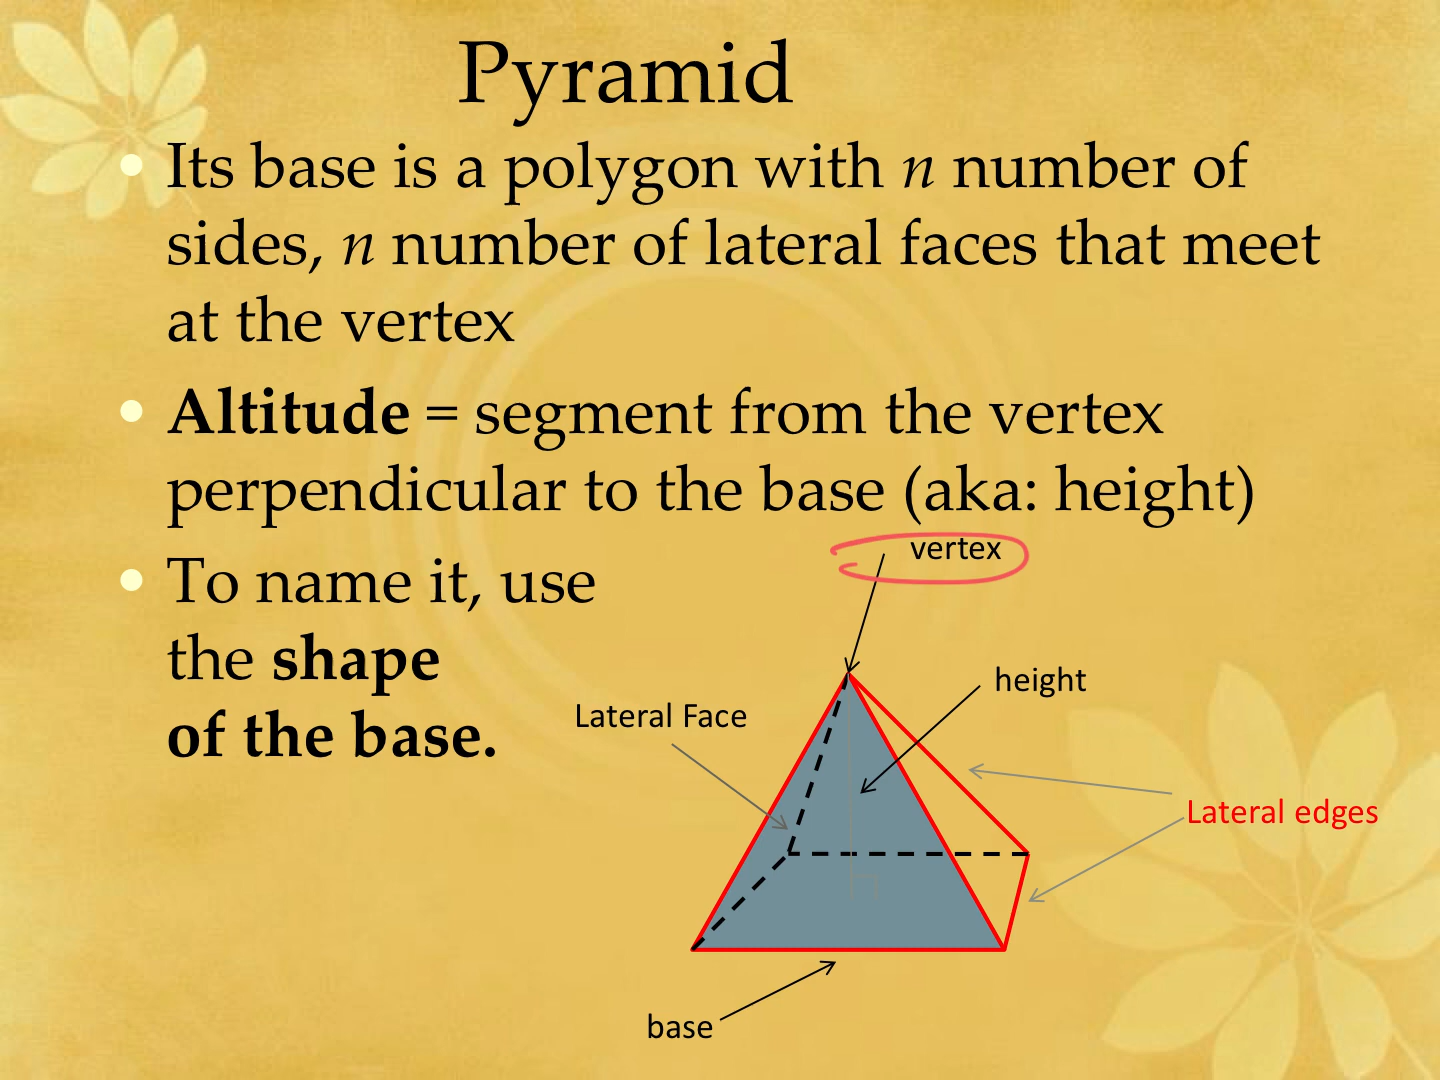 Pyramid
• Its base is a polygon with n number of
sides, n number of lateral faces that meet
at the vertex
• Altitude = segment from the vertex
perpendicular to the base (aka: height)
vertex
• To name it, use
the shape
of the base.
height
Lateral Face
Lateral edges
base